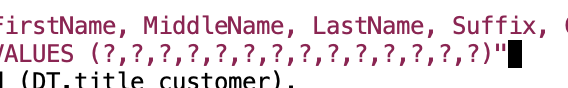 FirstName, MiddleName, LastName, Suffix,
VALUES (?,?,?,?,?,?,?,?,?,?,?,?,?,?)"
(DT.title customer),